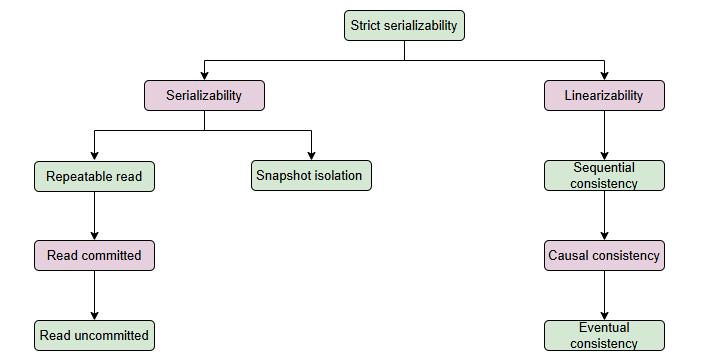 Strict serializability
Serializability
Linearizability
Repeatable read
Snapshot isolation
Sequential
consistency
Read committed
Causal consistency
Read uncommitted
Eventual
consistency